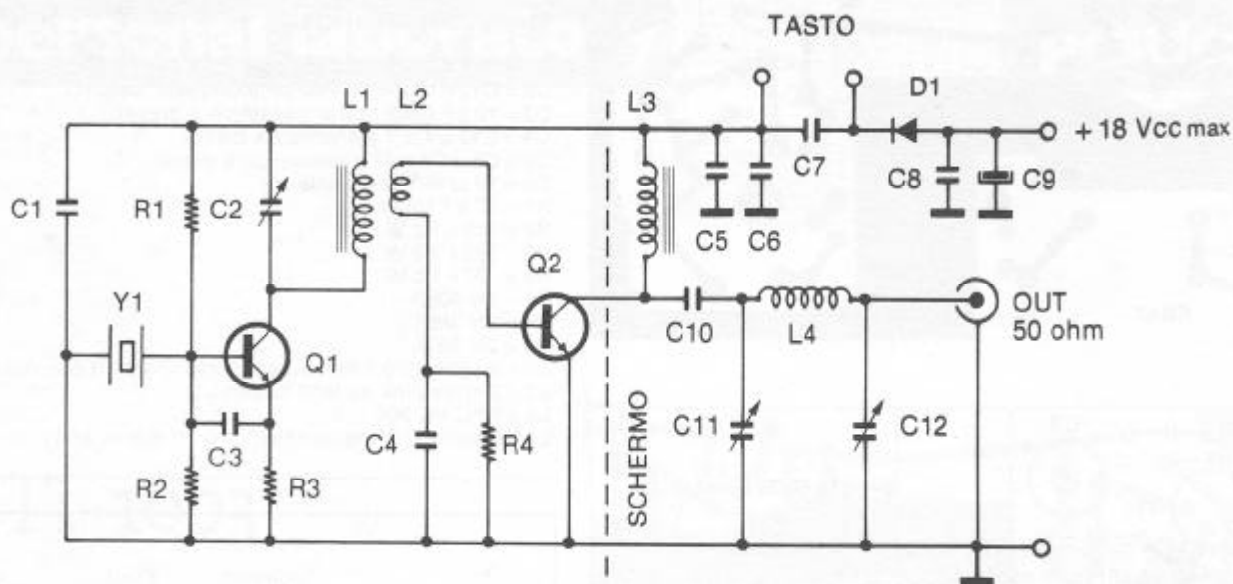 TASTO
L1
L2
L3
D1
+ 18 Vcc max
C1
R1
C2
C7
C8
C9
C5
C6
Y1
Q1
Q2
C10
L4
OUT
50 ohm
C3
C4
R4
SCHERMO
C11
C12
R2
R3